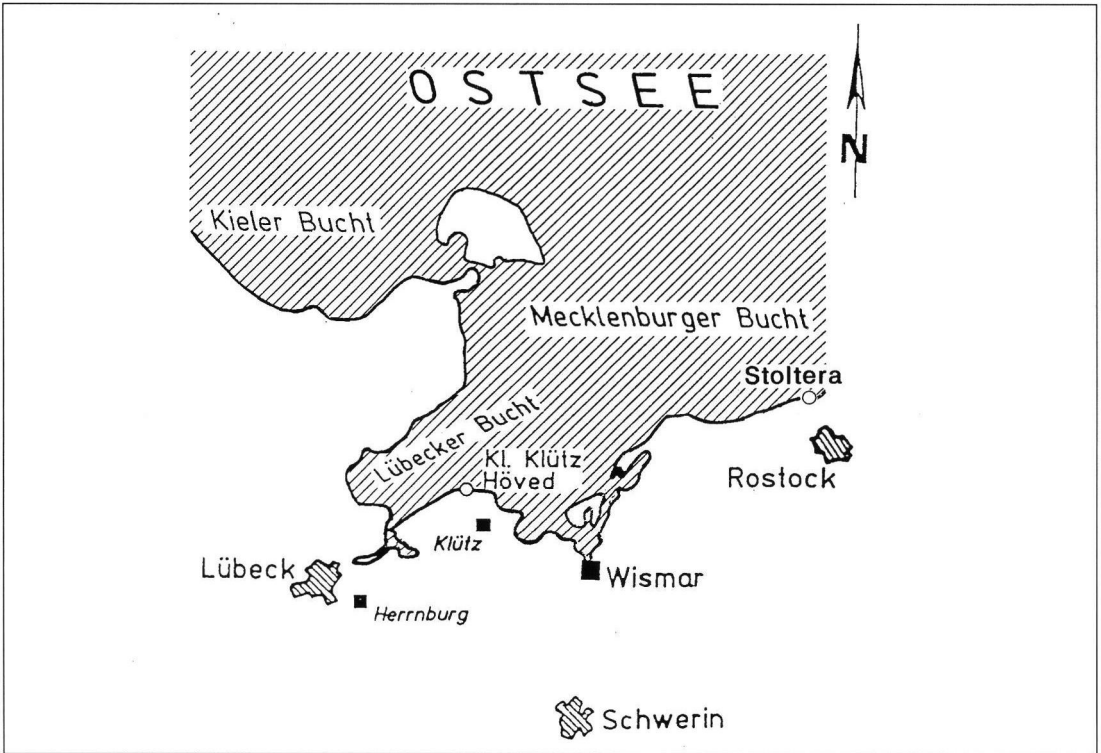 OSTSEE
N
Kieler Bucht
Mecklenburger Bucht
Stoltera
Lübecker Bucht
Kl. Klütz
Höved
Rostock
Klütz
Lübeck
Wismar
Herrnburg
Schwerin